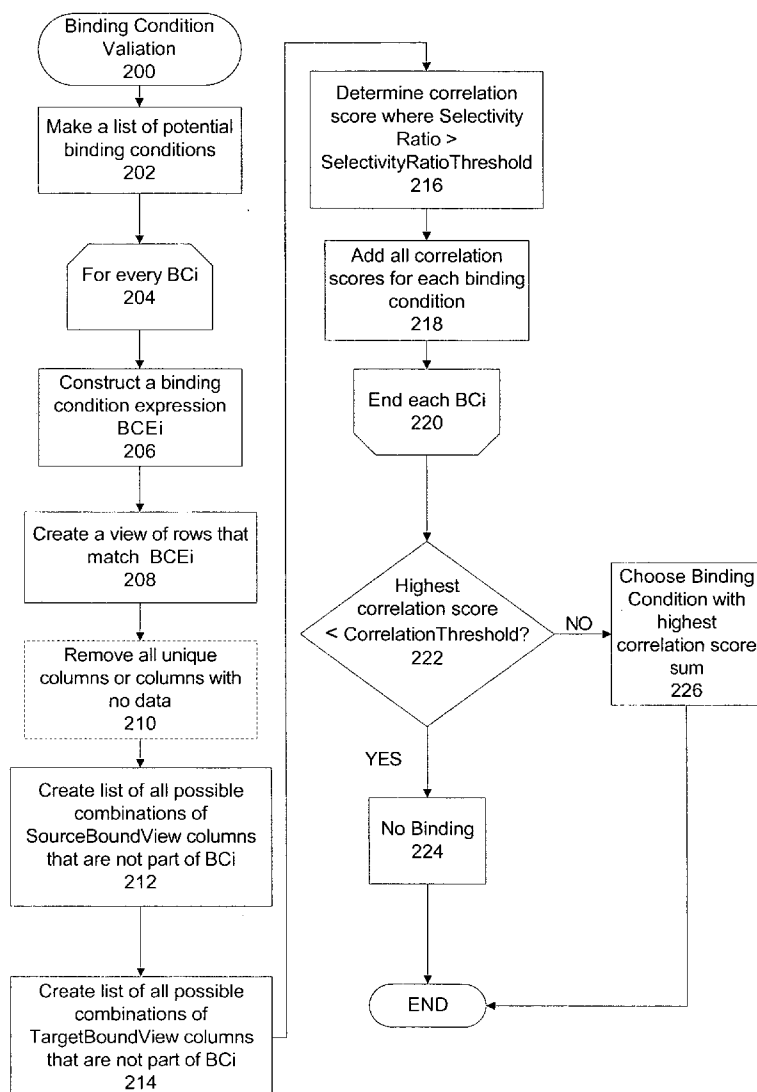 Binding Condition
Valiation
200
Make a list of potential
binding conditions
202
For every BCi
204
Construct a binding
condition expression
BCEi
206
Create a view of rows that
match BCEi
208
Remove all unique
columns or columns with
no data
210
Create list of all possible
combinations of
SourceBoundView columns
that are not part of BCi
212
Create list of all possible
combinations of
TargetBoundView columns
that are not part of BCi
214
Determine correlation
score where Selectivity
Ratio >
SelectivityRatioThreshold
216
Add all correlation
scores for each binding
condition
218
End each BCi
220
Highest
correlation score
< CorrelationThreshold?
222
NO
Choose Binding
Condition with
highest
correlation score
sum
226
YES
No Binding
224
END